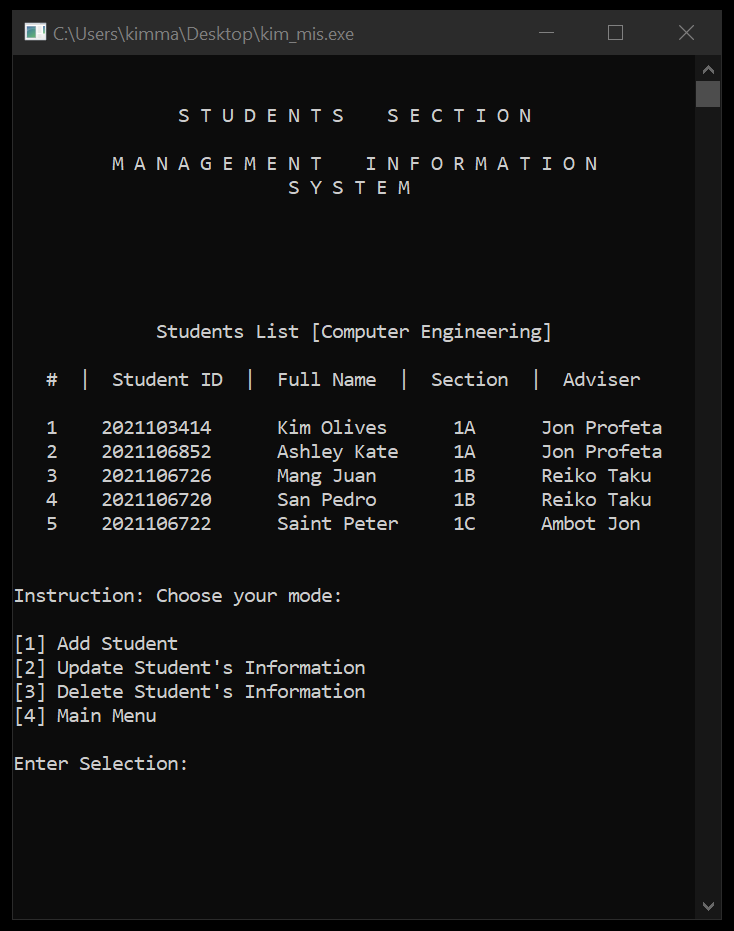 C:\Users\kimma\Desktop\kim_mis.exe
S T U D E N T S   S E C T I O N
M A N A G E M E N T   I N F O R M A T I O N
S Y S T E M
Students List [Computer Engineering]
#  |  Student ID  |  Full Name  |  Section  |  Adviser
1    2021103414      Kim Olives      1A      Jon Profeta
2    2021106852      Ashley Kate     1A      Jon Profeta
3    2021106726      Mang Juan       1B      Reiko Taku
4    2021106720      San Pedro       1B      Reiko Taku
5    2021106722      Saint Peter     1C      Ambot Jon
Instruction: Choose your mode:
[1] Add Student
[2] Update Student's Information
[3] Delete Student's Information
[4] Main Menu
Enter Selection: